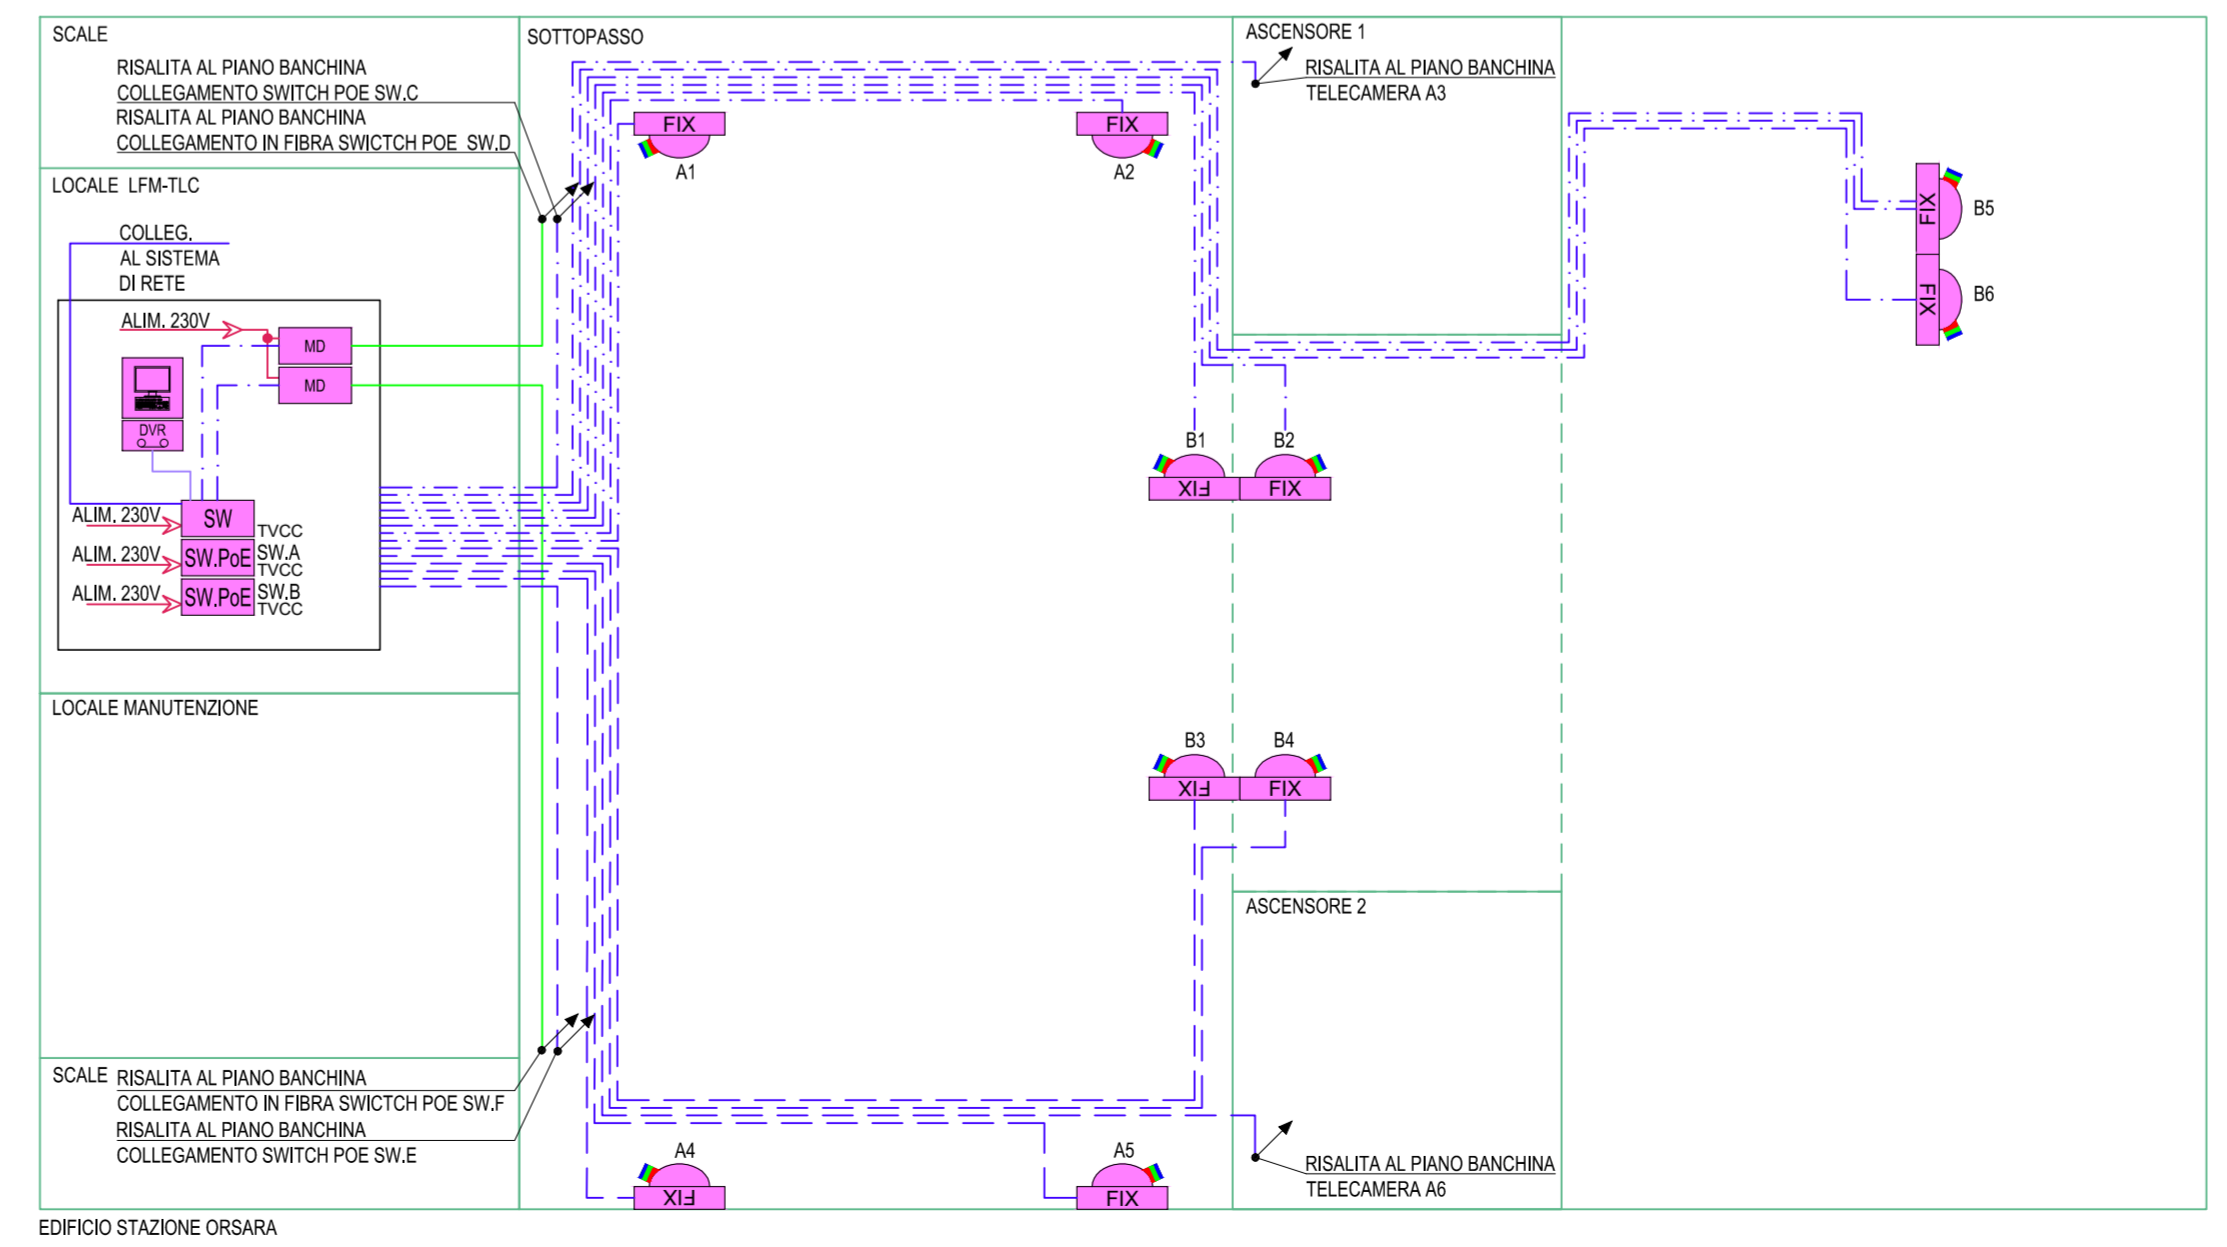 SCALE
RISALITA AL PIANO BANCHINA
COLLEGAMENTO SWITCH POE SW.C
RISALITA AL PIANO BANCHINA
COLLEGAMENTO IN FIBRA SWICTCH POE SW.D
SOTTOPASSO
ASCENSORE 1
RISALITA AL PIANO BANCHINA
TELECAMERA A3
FIX
A1
FIX
A2
FIX
B5
FIX
B6
LOCALE LFM-TLC
COLLEG.
AL SISTEMA
DI RETE
ALIM. 230V
MD
MD
DVR
ALIM. 230V
SW
TVCC
ALIM. 230V
SW.PoE
SW.A
TVCC
ALIM. 230V
SW.PoE
SW.B
TVCC
B1
B2
FIX
FIX
B3
B4
FIX
FIX
LOCALE MANUTENZIONE
ASCENSORE 2
SCALE
RISALITA AL PIANO BANCHINA
COLLEGAMENTO IN FIBRA SWICTCH POE SW.F
RISALITA AL PIANO BANCHINA
COLLEGAMENTO SWITCH POE SW.E
A4
FIX
A5
FIX
RISALITA AL PIANO BANCHINA
TELECAMERA A6
EDIFICIO STAZIONE ORSARA